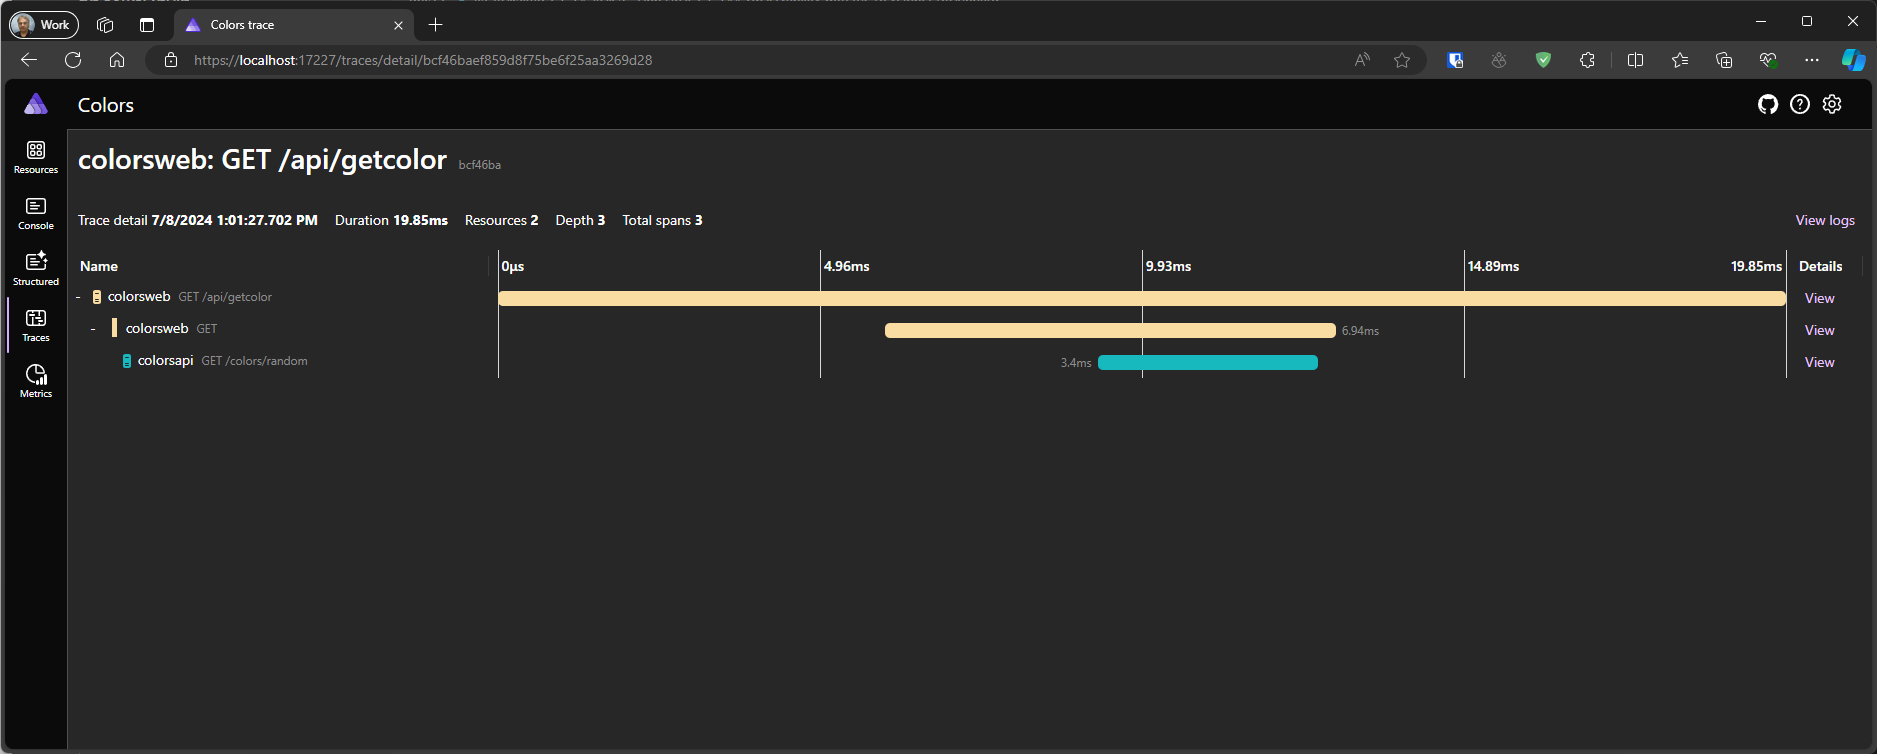 Work
Colors trace
https://localhost:17227/traces/detail/bcf46baef859d8f75be6f25aa3269d28
Colors
Resources
Console
Structured
Traces
Metrics
colorsweb: GET /api/getcolor bcf46ba
Trace detail 7/8/2024 1:01:27.702 PM Duration 19.85ms Resources 2 Depth 3 Total spans 3 View logs
Name 0μs 4.96ms 9.93ms 14.89ms 19.85ms Details
- colorsweb GET /api/getcolor View
- colorsweb GET 6.94ms View
colorsapi GET /colors/random 3.4ms View